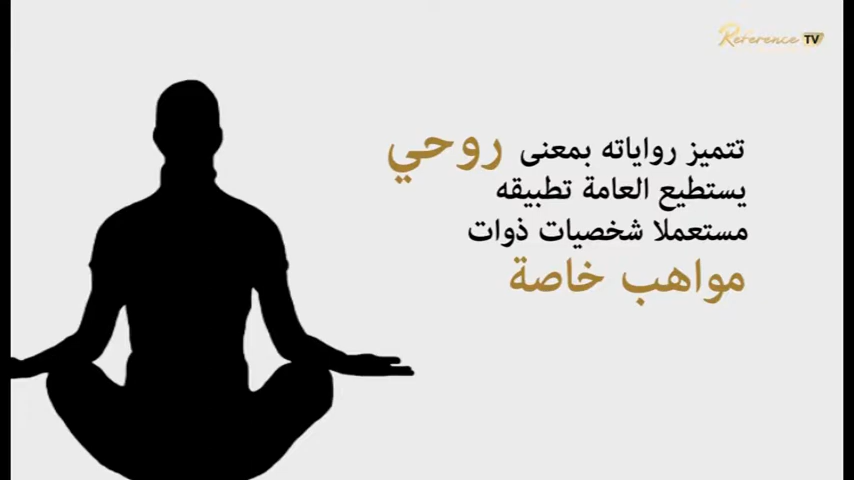 Reference TV
تتميز رواياته بمعنى روحي
يستطيع العامة تطبيقه
مستعملا شخصيات ذوات
مواهب خاصة